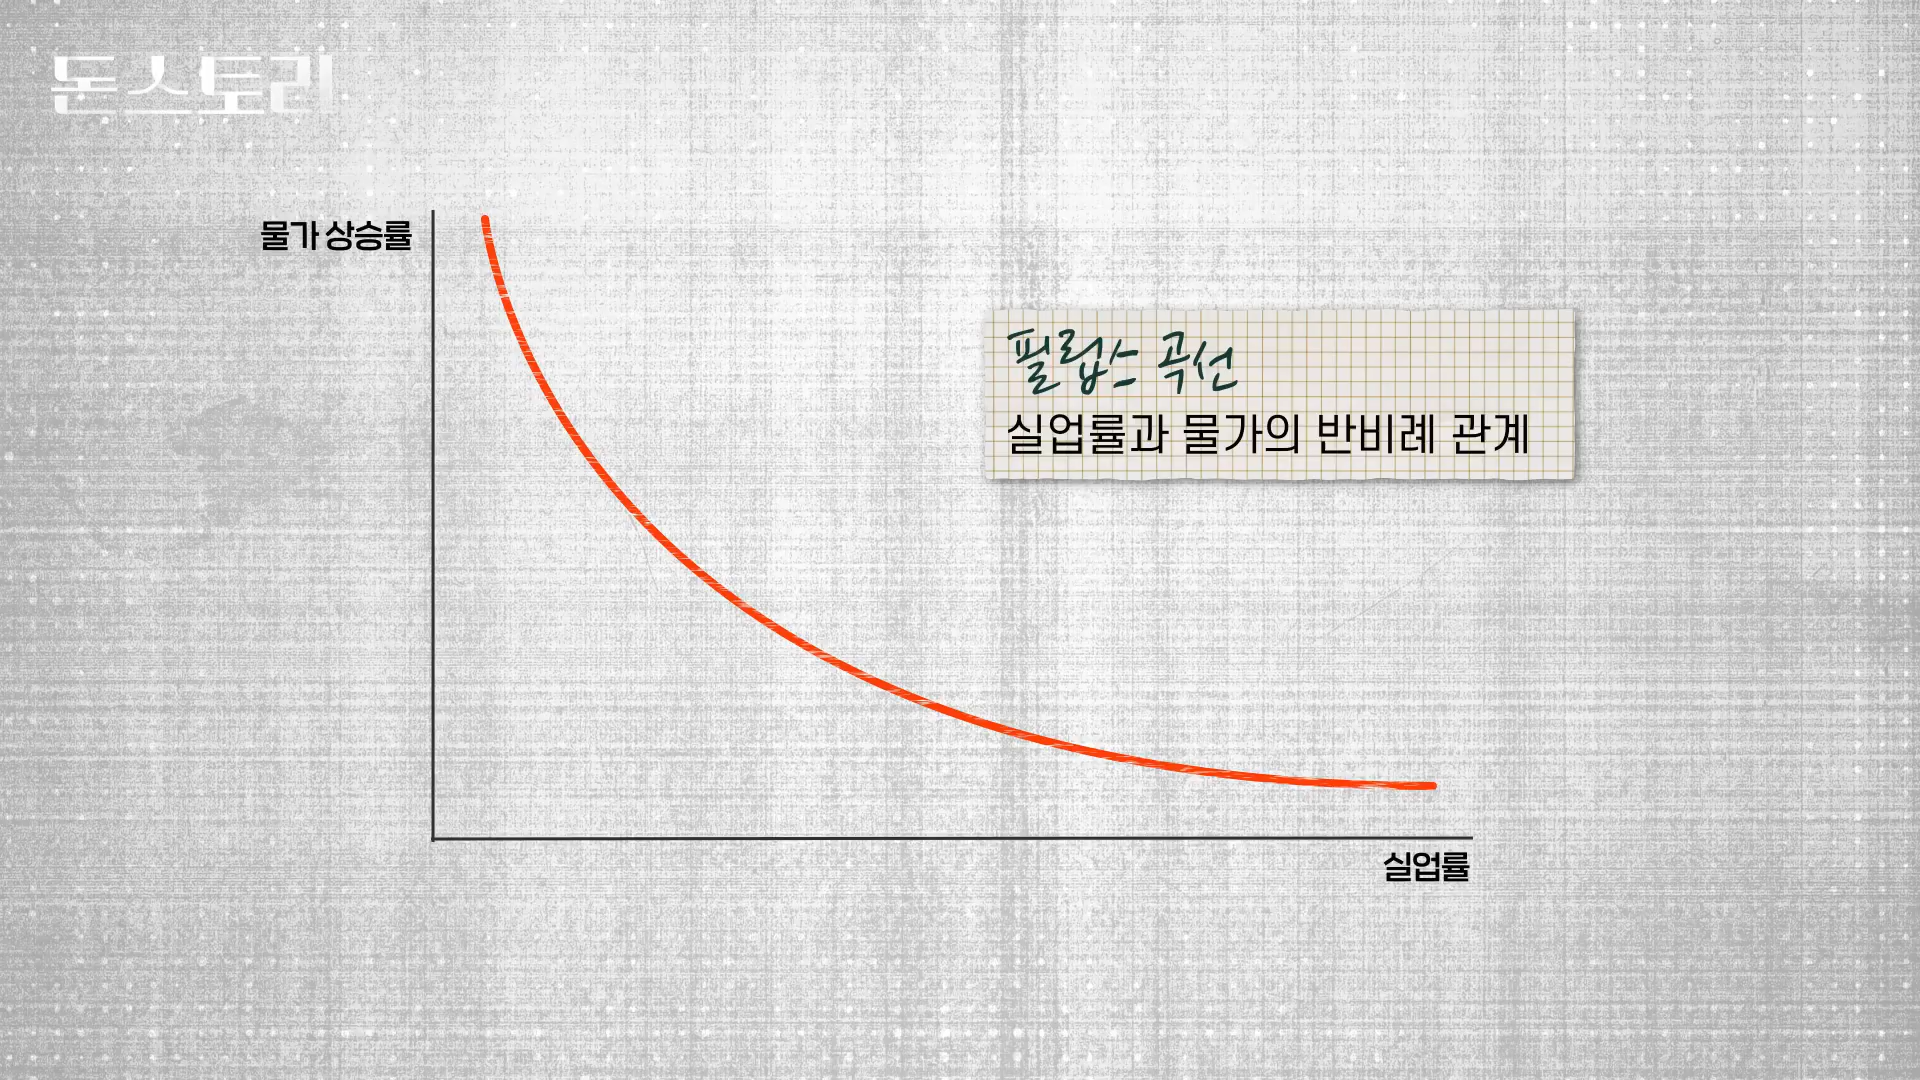 돈스토리
물가 상승률
필립스 곡선
실업률과 물가의 반비례 관계
실업률